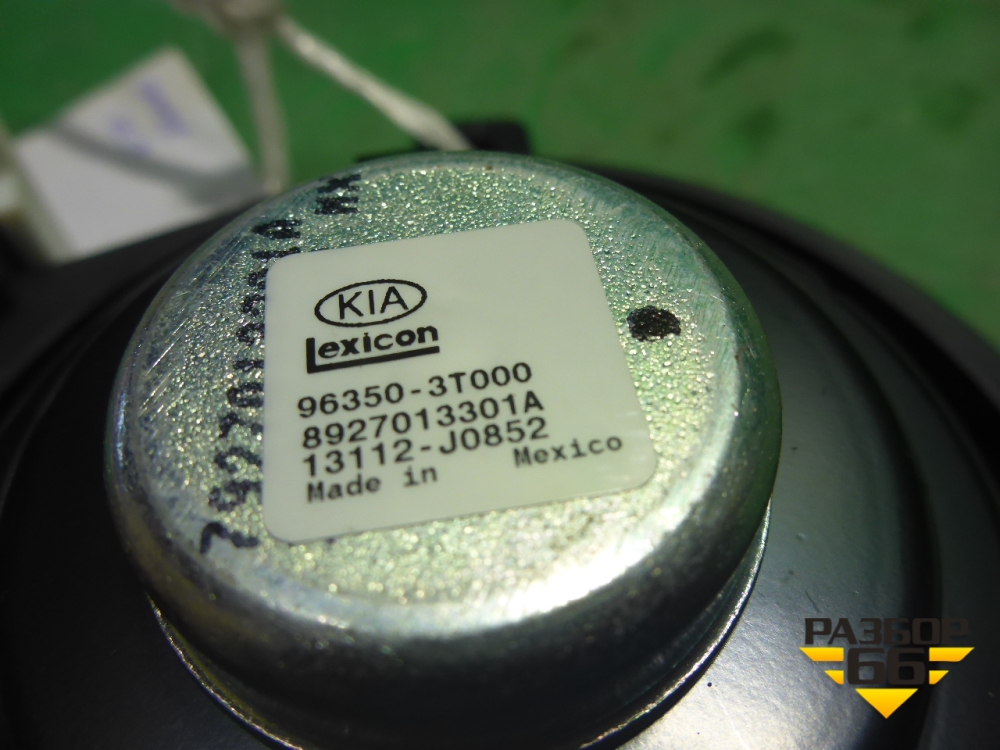 KIA
Lexicon
96350-3T000
8927013301A
13112-J0852
Made in Mexico
РАЗБОР
66